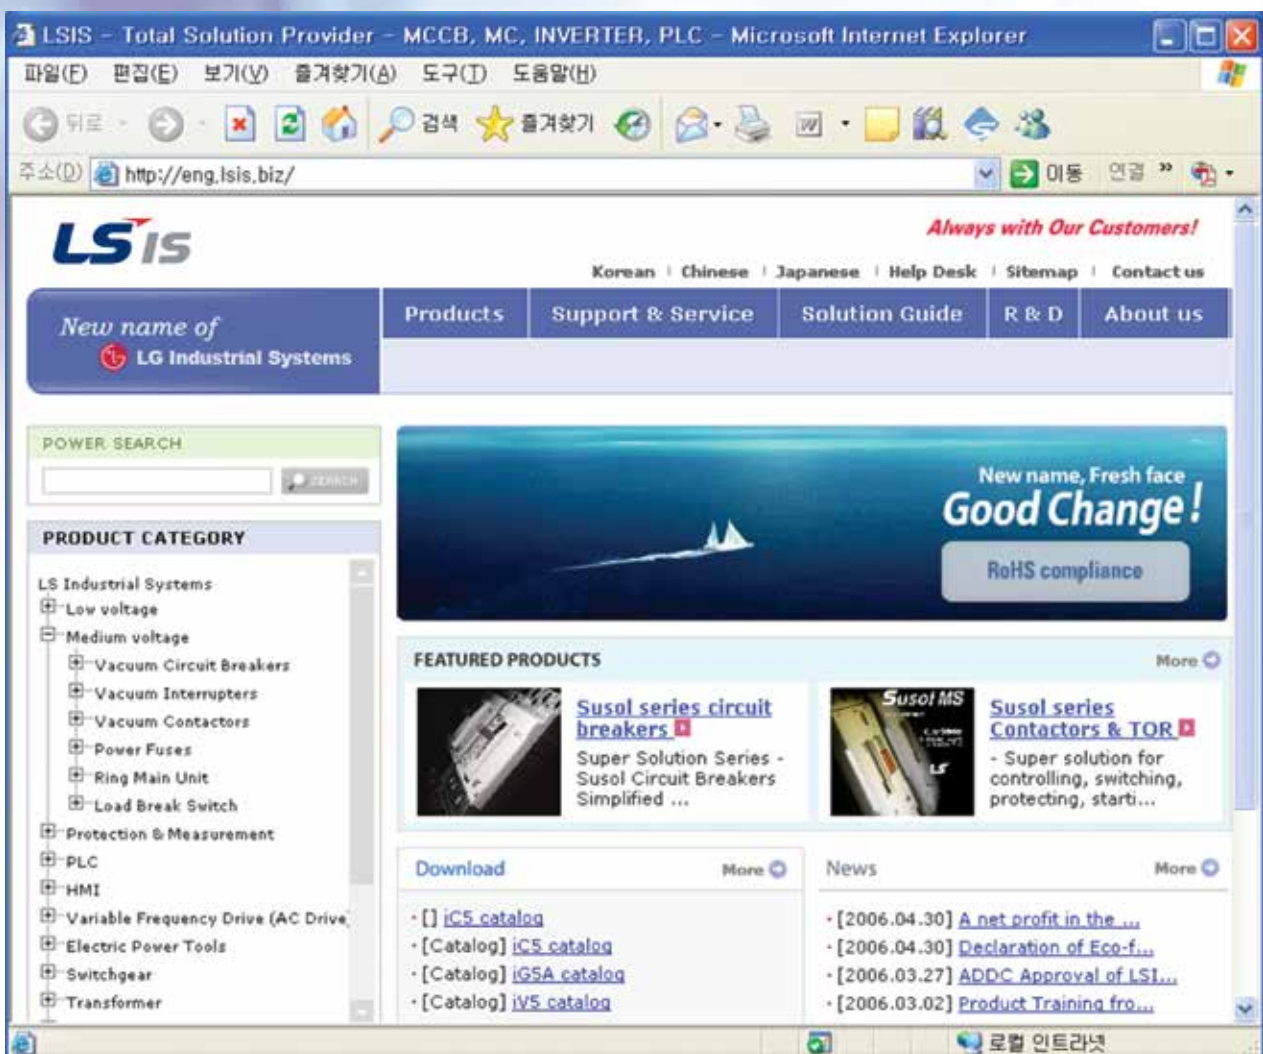 LSIS - Total Solution Provider - MCCB, MC, INVERTER, PLC - Microsoft Internet Explorer
파일(F) 편집(E) 보기(V) 즐겨찾기(A) 도구(T) 도움말(H)
뒤로 검색 즐겨찾기
주소(D) http://eng.lsis.biz/ 이동 연결 »
LSIS
Always with Our Customers!
Korean | Chinese | Japanese | Help Desk | Sitemap | Contact us
New name of
LG Industrial Systems
Products Support & Service Solution Guide R & D About us
POWER SEARCH
SEARCH
PRODUCT CATEGORY
LS Industrial Systems
Low voltage
Medium voltage
Vacuum Circuit Breakers
Vacuum Interrupters
Vacuum Contactors
Power Fuses
Ring Main Unit
Load Break Switch
Protection & Measurement
PLC
HMI
Variable Frequency Drive (AC Drive)
Electric Power Tools
Switchgear
Transformer
New name, Fresh face
Good Change!
RoHS compliance
FEATURED PRODUCTS More
Susol series circuit
breakers
Super Solution Series -
Susol Circuit Breakers
Simplified ...
Susol MS
LS
Susol series
Contactors & TOR
- Super solution for
controlling, switching,
protecting, starti...
Download More
· [] iC5 catalog
· [Catalog] iC5 catalog
· [Catalog] iG5A catalog
· [Catalog] iV5 catalog
News More
· [2006.04.30] A net profit in the ...
· [2006.04.30] Declaration of Eco-f...
· [2006.03.27] ADDC Approval of LSI...
· [2006.03.02] Product Training fro...
로컬 인트라넷